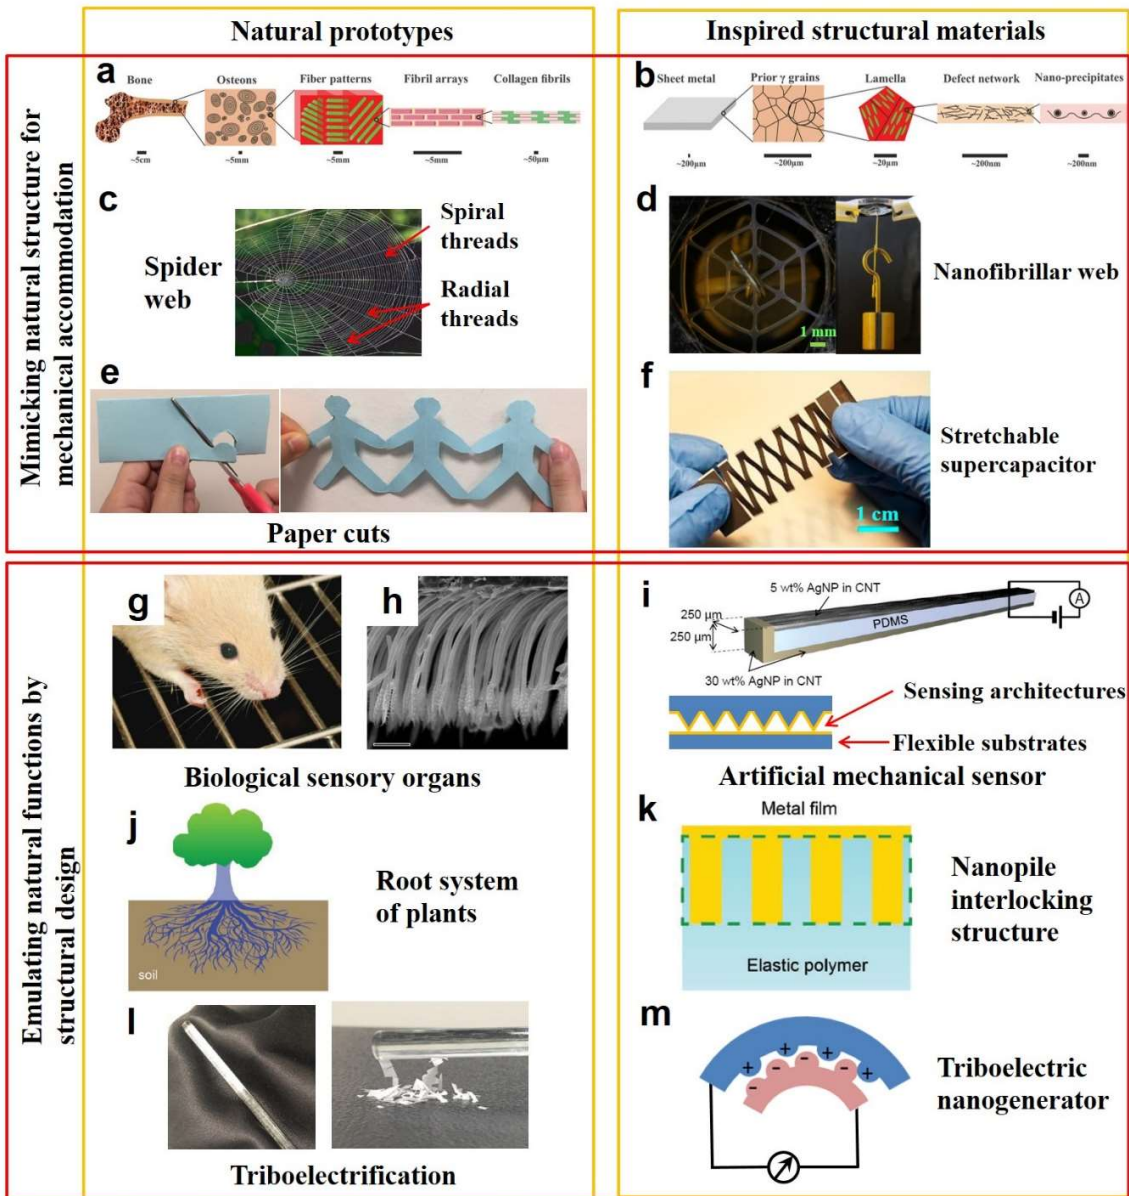 Natural prototypes
Inspired structural materials
Mimicking natural structure for
mechanical accommodation
a
Bone
Osteons
Fiber patterns
Fibril arrays
Collagen fibrils
~5cm
~5mm
~5mm
~5mm
~50μm
b
Sheet metal
Prior γ grains
Lamella
Defect network
Nano-precipitates
~200μm
~200μm
~20μm
~200nm
~200nm
c
Spider
web
Spiral
threads
Radial
threads
d
1 mm
Nanofibrillar web
e
Paper cuts
f
1 cm
Stretchable
supercapacitor
Emulating natural functions by
structural design
g
h
Biological sensory organs
i
5 wt% AgNP in CNT
250 μm
250 μm
PDMS
A
30 wt% AgNP in CNT
Sensing architectures
Flexible substrates
Artificial mechanical sensor
j
soil
Root system
of plants
k
Metal film
Elastic polymer
Nanopile
interlocking
structure
l
Triboelectrification
m
+ + + +
- - - - -
Triboelectric
nanogenerator